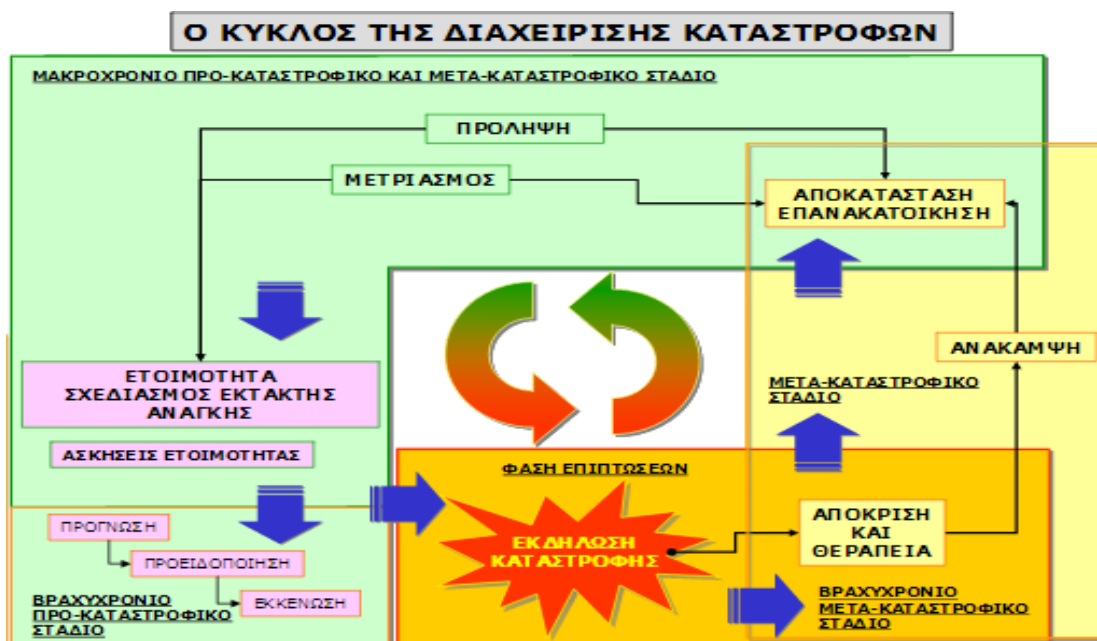 Ο ΚΥΚΛΟΣ ΤΗΣ ΔΙΑΧΕΙΡΙΣΗΣ ΚΑΤΑΣΤΡΟΦΩΝ
ΜΑΚΡΟΧΡΟΝΙΟ ΠΡΟ-ΚΑΤΑΣΤΡΟΦΙΚΟ ΚΑΙ ΜΕΤΑ-ΚΑΤΑΣΤΡΟΦΙΚΟ ΣΤΑΔΙΟ
ΠΡΟΛΗΨΗ
ΜΕΤΡΙΑΣΜΟΣ
ΑΠΟΚΑΤΑΣΤΑΣΗ
ΕΠΑΝΑΚΑΤΟΙΚΗΣΗ
ΑΝΑΚΑΜΨΗ
ΕΤΟΙΜΟΤΗΤΑ
ΣΧΕΔΙΑΣΜΟΣ ΕΚΤΑΚΤΗΣ
ΑΝΑΓΚΗΣ
ΜΕΤΑ-ΚΑΤΑΣΤΡΟΦΙΚΟ
ΣΤΑΔΙΟ
ΑΣΚΗΣΕΙΣ ΕΤΟΙΜΟΤΗΤΑΣ
ΦΑΣΗ ΕΠΙΠΤΩΣΕΩΝ
ΠΡΟΓΝΩΣΗ
ΠΡΟΕΙΔΟΠΟΙΗΣΗ
ΕΚΚΕΝΩΣΗ
ΕΚΔΗΛΩΣΗ
ΚΑΤΑΣΤΡΟΦΗΣ
ΑΠΟΚΡΙΣΗ
ΚΑΙ
ΘΕΡΑΠΕΙΑ
ΒΡΑΧΥΧΡΟΝΙΟ
ΠΡΟ-ΚΑΤΑΣΤΡΟΦΙΚΟ
ΣΤΑΔΙΟ
ΒΡΑΧΥΧΡΟΝΙΟ
ΜΕΤΑ-ΚΑΤΑΣΤΡΟΦΙΚΟ
ΣΤΑΔΙΟ